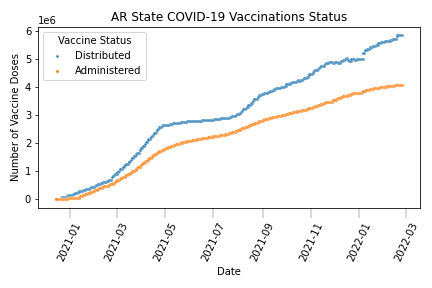 AR State COVID-19 Vaccinations Status
1e6
Vaccine Status
Distributed
Administered
Number of Vaccine Doses
6
5
4
3
2
1
0
2021-01
2021-03
2021-05
2021-07
2021-09
2021-11
2022-01
2022-03
Date